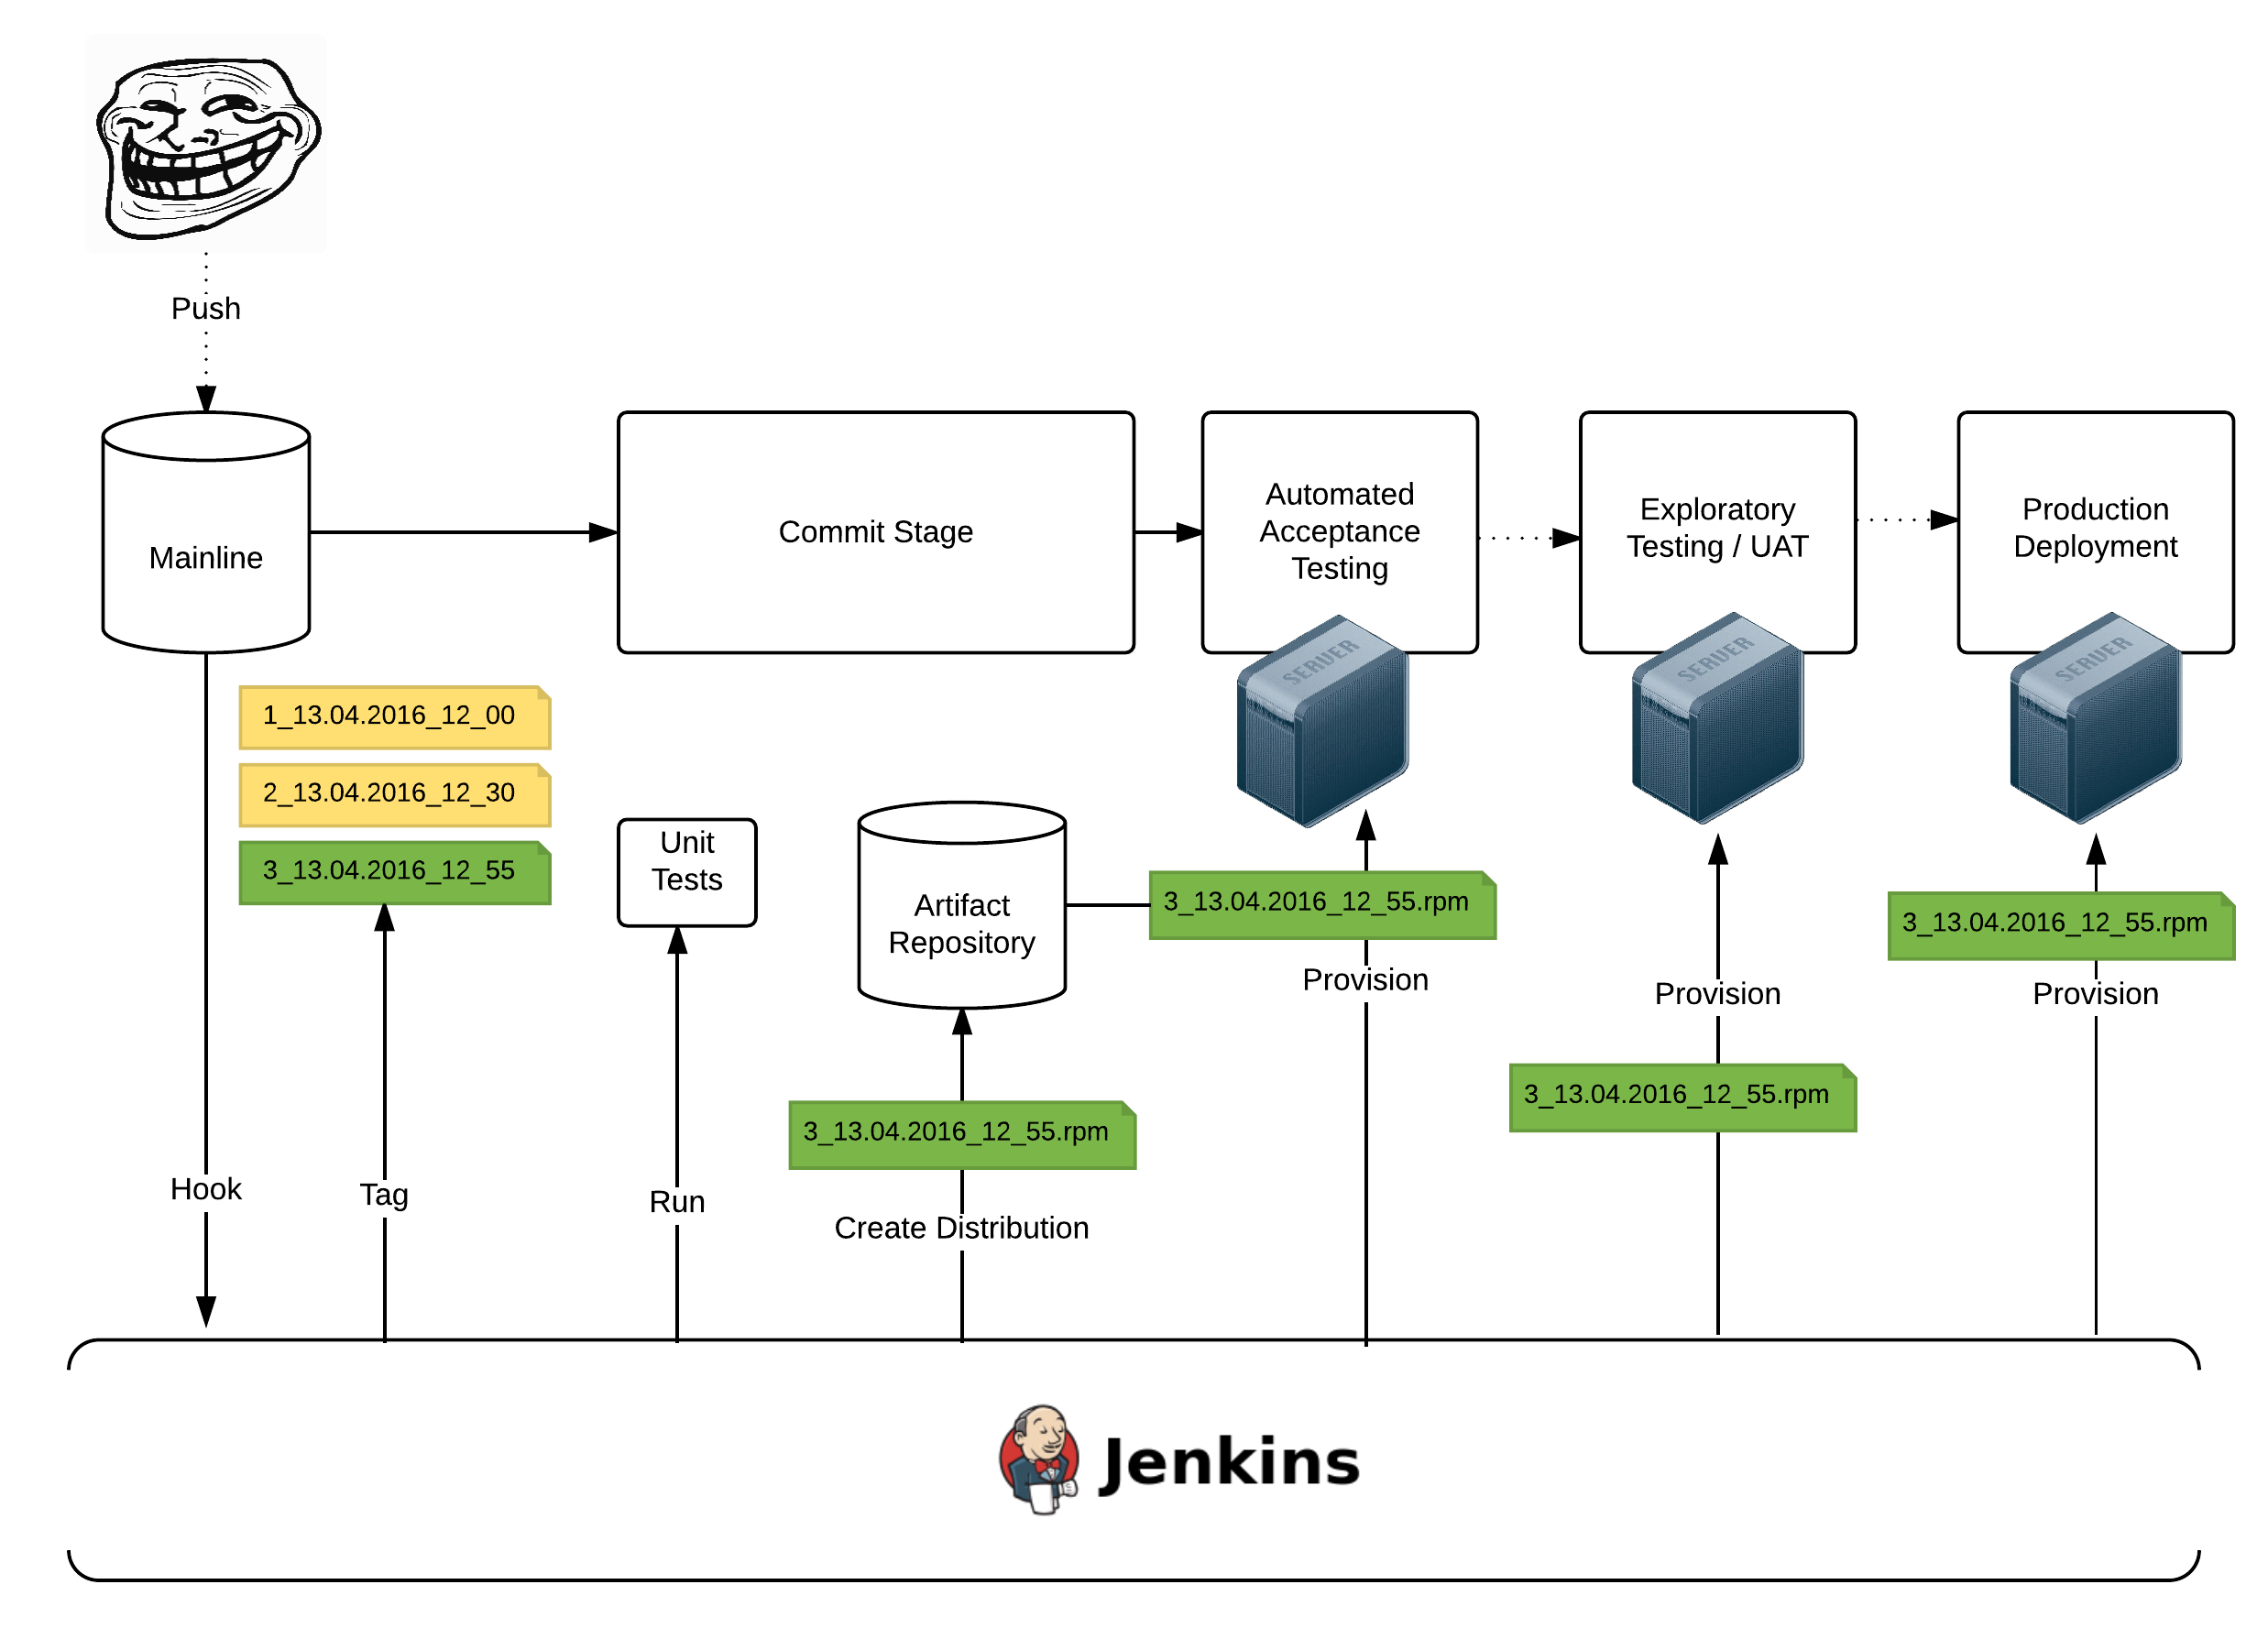 Push
Mainline
Commit Stage
Automated
Acceptance
Testing
Exploratory
Testing / UAT
Production
Deployment
SERVER
SERVER
SERVER
1_13.04.2016_12_00
2_13.04.2016_12_30
3_13.04.2016_12_55
Unit
Tests
Artifact
Repository
3_13.04.2016_12_55.rpm
3_13.04.2016_12_55.rpm
Provision
Provision
Provision
3_13.04.2016_12_55.rpm
3_13.04.2016_12_55.rpm
Hook
Tag
Run
Create Distribution
Jenkins